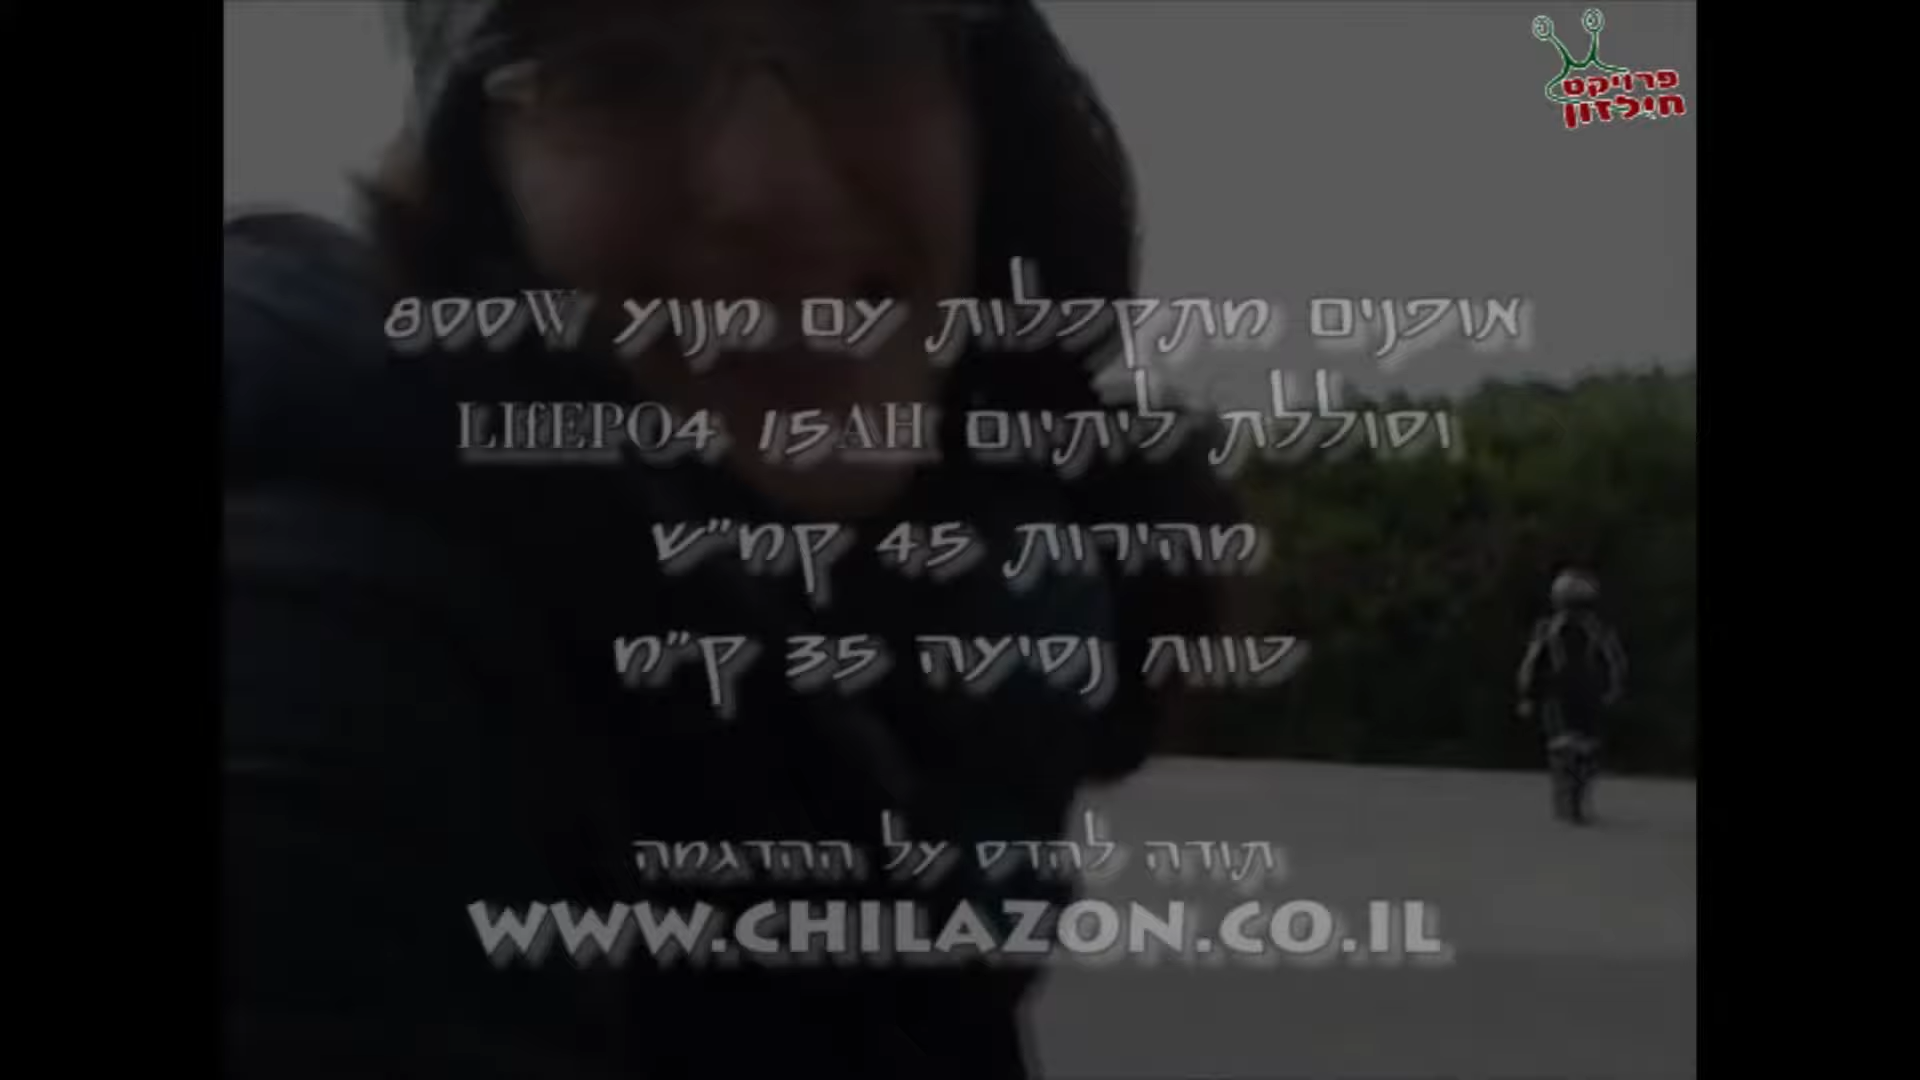 פרויקט
חילזון
אופנים מתקפלות עם מנוע 800W
וסוללת ליתיום LIfEPO4 15AH
מהירות 45 קמ"ש
טווח נסיעה 35 ק"מ
תודה להדס על ההדגמה
WWW.CHILAZON.CO.IL